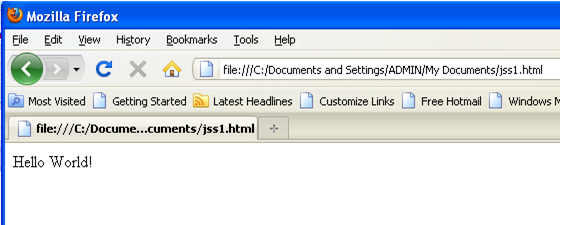 Mozilla Firefox
File Edit View History Bookmarks Tools Help
file:///C:/Documents and Settings/ADMIN/My Documents/jss1.html
Most Visited Getting Started Latest Headlines Customize Links Free Hotmail Windows M
file:///C:/Docume...cuments/jss1.html
Hello World!